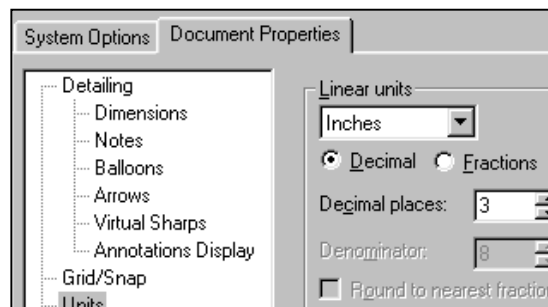 System Options Document Properties
Detailing
Dimensions
Notes
Balloons
Arrows
Virtual Sharps
Annotations Display
Grid/Snap
Units
Linear units
Inches
Decimal Fractions
Decimal places: 3
Denominator: 8
Round to nearest fraction